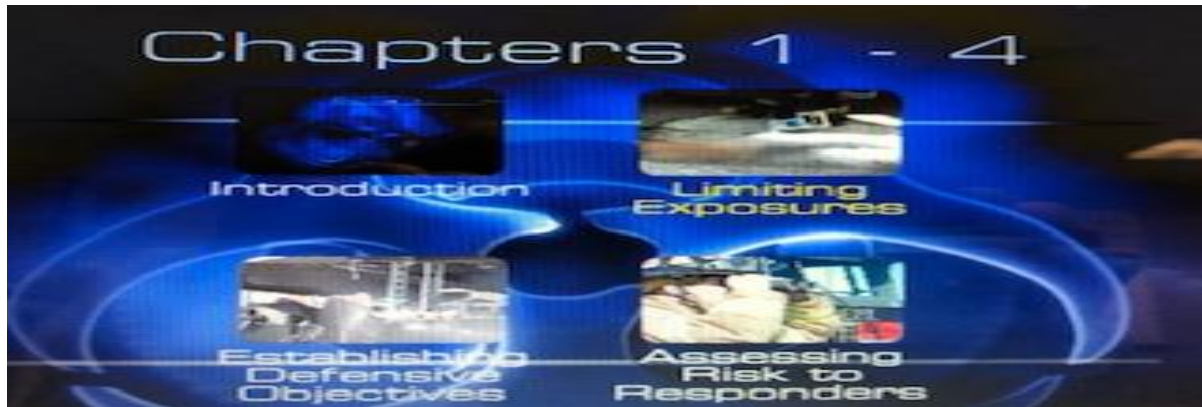 Chapters 1 - 4
Introduction
Limiting
Exposures
Establishing
Defensive
Objectives
Assessing
Risk to
Responders